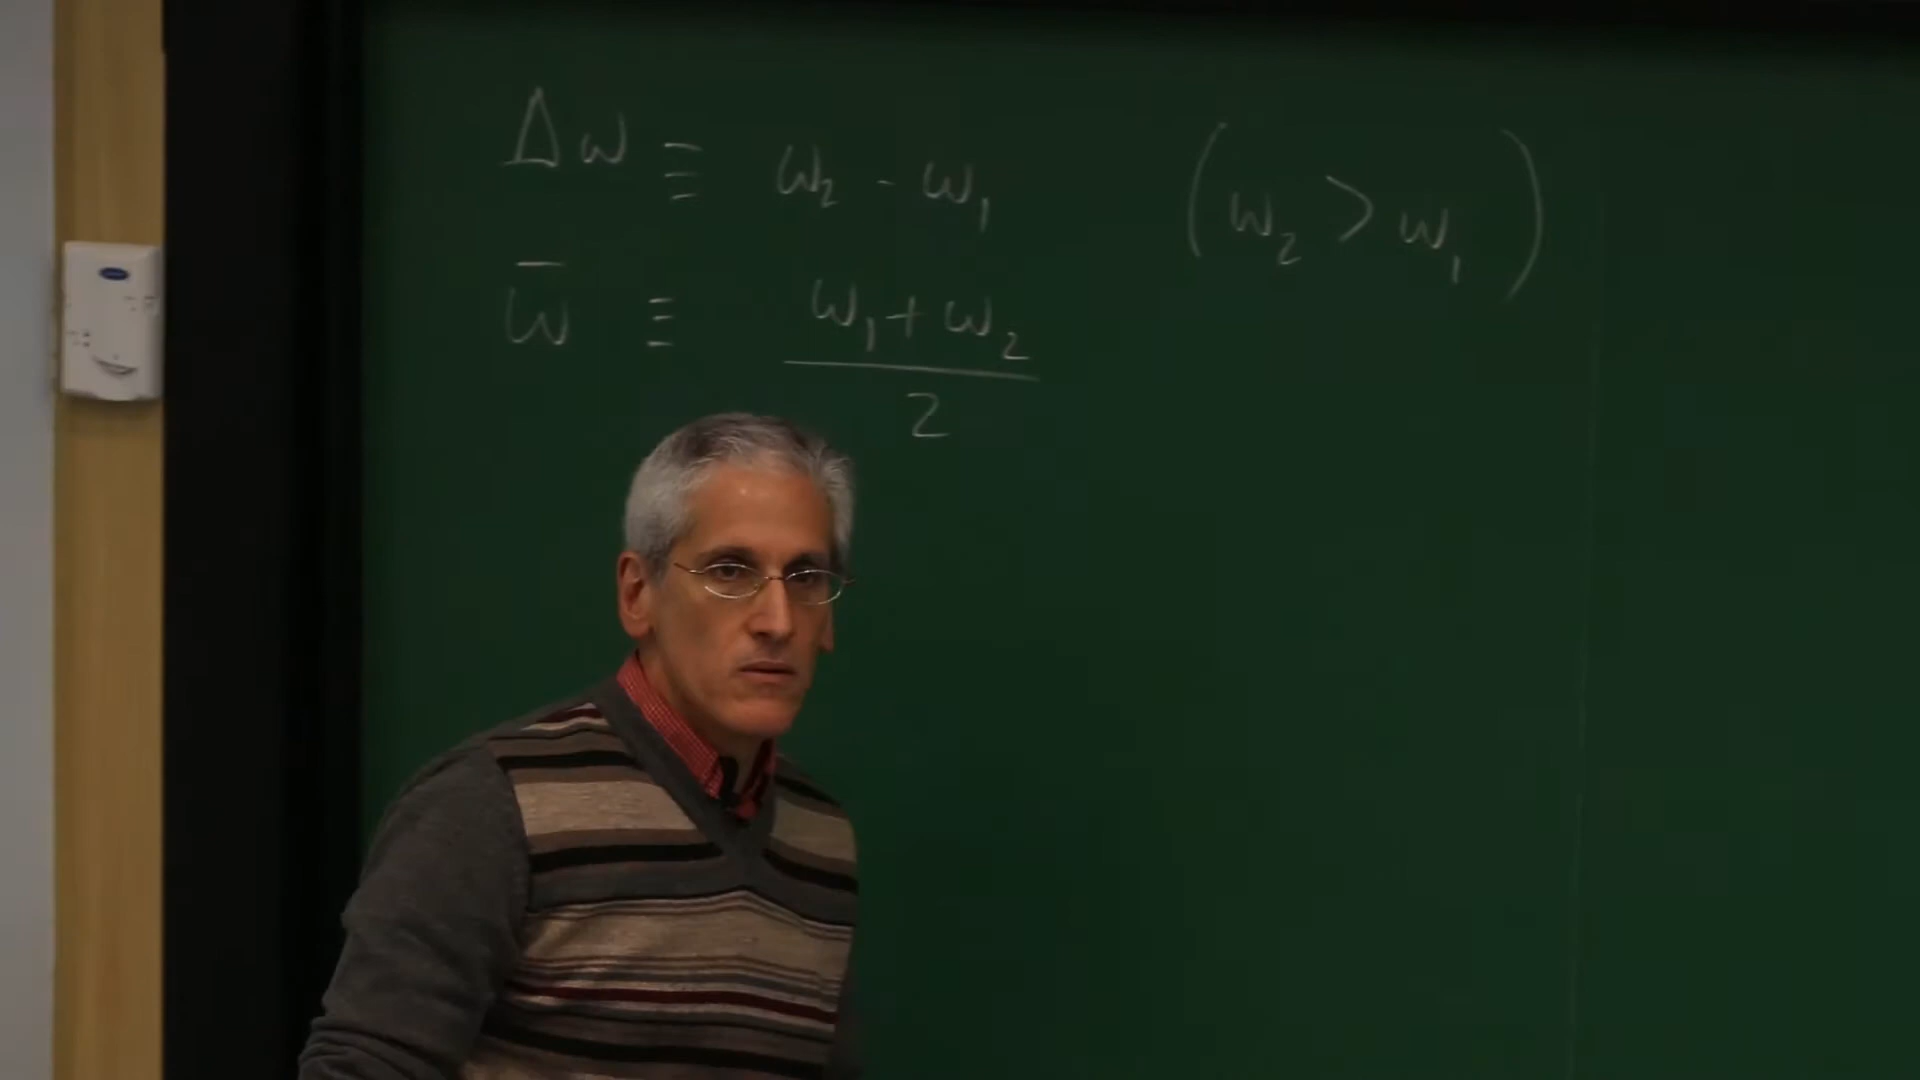 Δω ≡ ω₂ - ω₁ (ω₂ > ω₁)
ω̄ ≡ (ω₁ + ω₂)/2